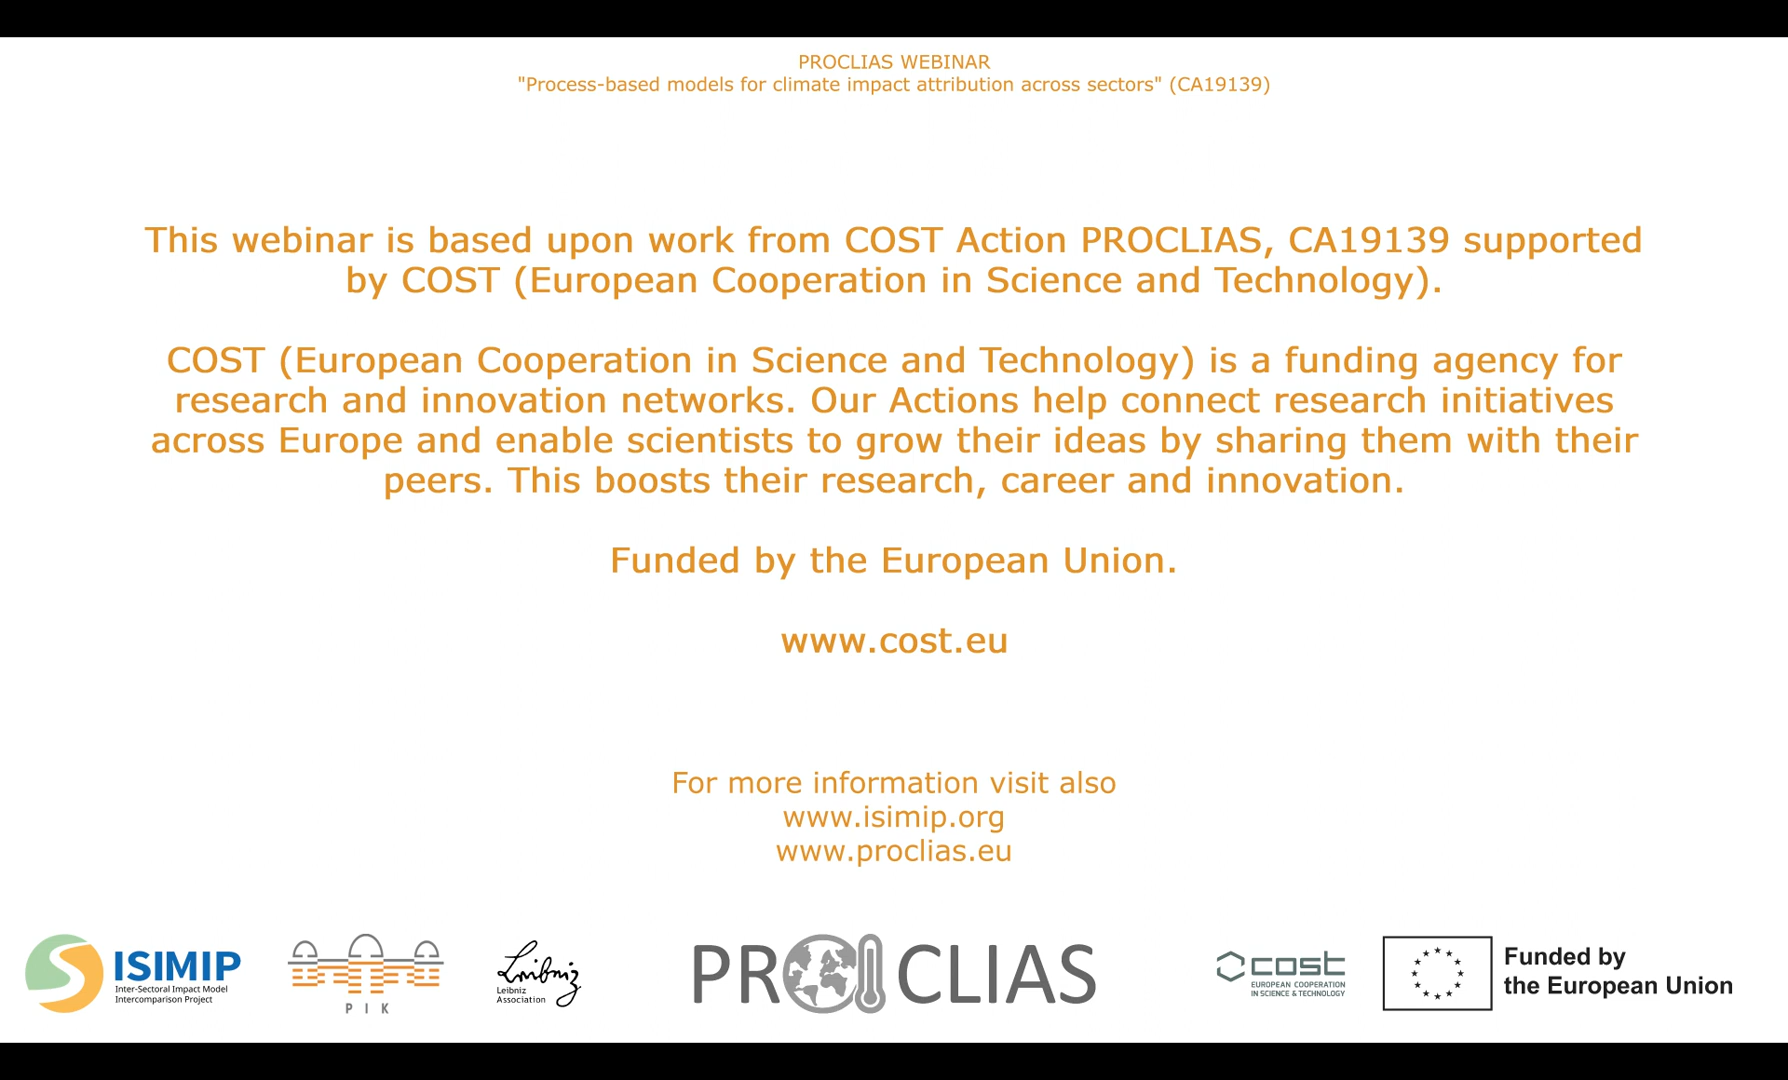 PROCLIAS WEBINAR
"Process-based models for climate impact attribution across sectors" (CA19139)
This webinar is based upon work from COST Action PROCLIAS, CA19139 supported
by COST (European Cooperation in Science and Technology).
COST (European Cooperation in Science and Technology) is a funding agency for
research and innovation networks. Our Actions help connect research initiatives
across Europe and enable scientists to grow their ideas by sharing them with their
peers. This boosts their research, career and innovation.
Funded by the European Union.
www.cost.eu
For more information visit also
www.isimip.org
www.proclias.eu
ISIMIP
Inter-Sectoral Impact Model
Intercomparison Project
PIK
Leibniz
Leibniz
Association
PROCLIAS
cost
EUROPEAN COOPERATION
IN SCIENCE & TECHNOLOGY
Funded by
the European Union